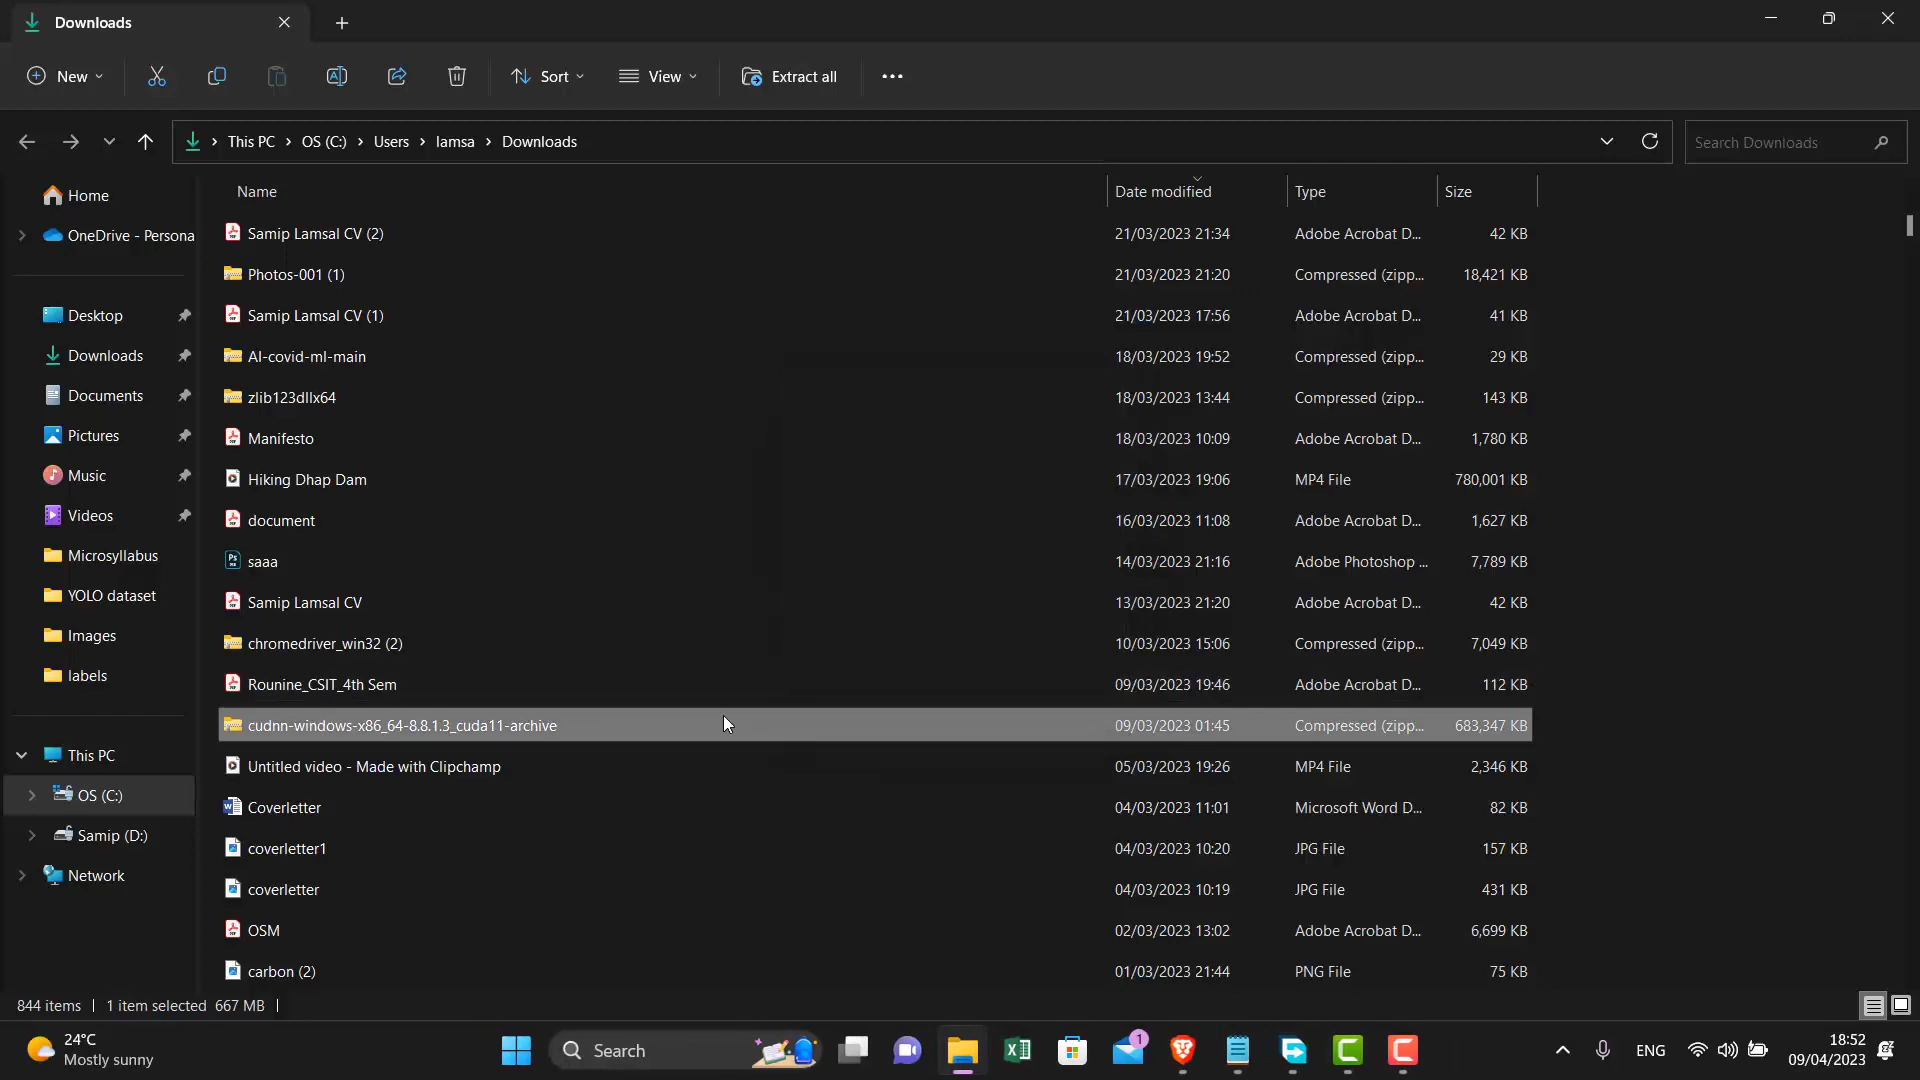 Downloads
New
Sort
View
Extract all
This PC > OS (C:) > Users > lamsa > Downloads
Search Downloads
Home
OneDrive - Persona
Desktop
Downloads
Documents
Pictures
Music
Videos
Microsyllabus
YOLO dataset
Images
labels
This PC
OS (C:)
Samip (D:)
Network
Name Date modified Type Size
Samip Lamsal CV (2) 21/03/2023 21:34 Adobe Acrobat D... 42 KB
Photos-001 (1) 21/03/2023 21:20 Compressed (zipp... 18,421 KB
Samip Lamsal CV (1) 21/03/2023 17:56 Adobe Acrobat D... 41 KB
AI-covid-ml-main 18/03/2023 19:52 Compressed (zipp... 29 KB
zlib123dllx64 18/03/2023 13:44 Compressed (zipp... 143 KB
Manifesto 18/03/2023 10:09 Adobe Acrobat D... 1,780 KB
Hiking Dhap Dam 17/03/2023 19:06 MP4 File 780,001 KB
document 16/03/2023 11:08 Adobe Acrobat D... 1,627 KB
saaa 14/03/2023 21:16 Adobe Photoshop ... 7,789 KB
Samip Lamsal CV 13/03/2023 21:20 Adobe Acrobat D... 42 KB
chromedriver_win32 (2) 10/03/2023 15:06 Compressed (zipp... 7,049 KB
Rounine_CSIT_4th Sem 09/03/2023 19:46 Adobe Acrobat D... 112 KB
cudnn-windows-x86_64-8.8.1.3_cuda11-archive 09/03/2023 01:45 Compressed (zipp... 683,347 KB
Untitled video - Made with Clipchamp 05/03/2023 19:26 MP4 File 2,346 KB
Coverletter 04/03/2023 11:01 Microsoft Word D... 82 KB
coverletter1 04/03/2023 10:20 JPG File 157 KB
coverletter 04/03/2023 10:19 JPG File 431 KB
OSM 02/03/2023 13:02 Adobe Acrobat D... 6,699 KB
carbon (2) 01/03/2023 21:44 PNG File 75 KB
844 items 1 item selected 667 MB
24°C
Mostly sunny
Search
1
ENG
18:52
09/04/2023